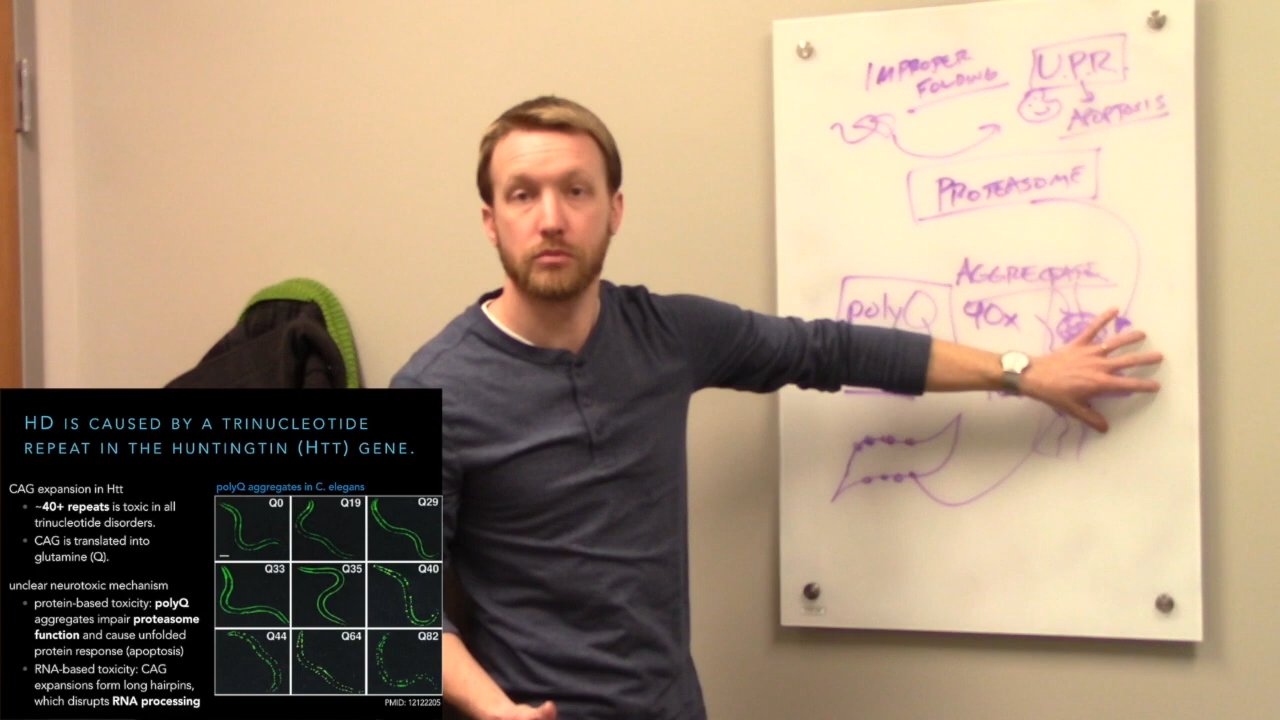 IMPROPER
FOLDING
U.P.R.
APOPTOSIS
PROTEASOME
AGGREGATE
polyQ
90x
HD IS CAUSED BY A TRINUCLEOTIDE
REPEAT IN THE HUNTINGTIN (HTT) GENE.
CAG expansion in Htt
• ~40+ repeats is toxic in all
trinucleotide disorders.
• CAG is translated into
glutamine (Q).
unclear neurotoxic mechanism
• protein-based toxicity: polyQ
aggregates impair proteasome
function and cause unfolded
protein response (apoptosis)
• RNA-based toxicity: CAG
expansions form long hairpins,
which disrupts RNA processing
polyQ aggregates in C. elegans
Q0 Q19 Q29
Q33 Q35 Q40
Q44 Q64 Q82
PMID: 12122205